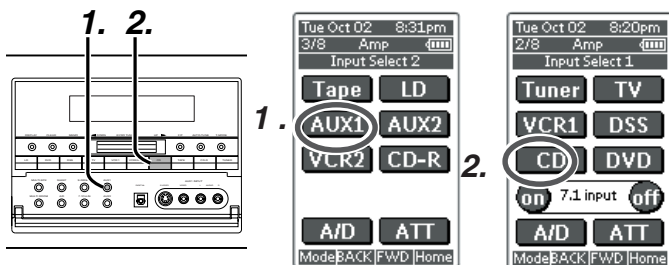 1. 2.
1.
Tue Oct 02 8:31pm
3/8 Amp
Input Select 2
Tape LD
AUX1 AUX2
VCR2 CD-R
A/D ATT
Mode BACK FWD Home
2.
Tue Oct 02 8:20pm
2/8 Amp
Input Select 1
Tuner TV
VCR1 DSS
CD DVD
on 7.1 input off
A/D ATT
Mode BACK FWD Home